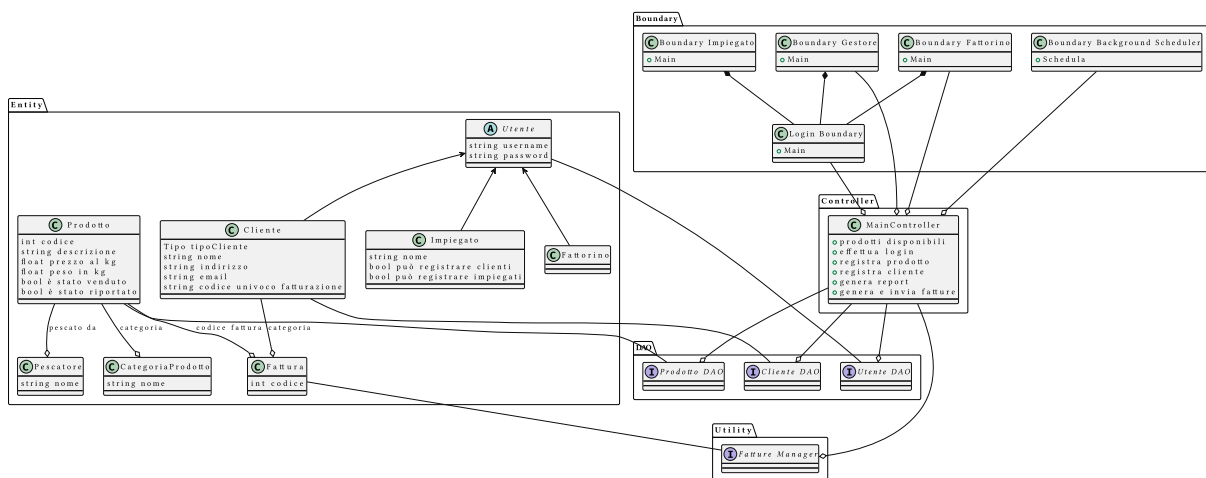 Boundary
Boundary Impiegato
Main
Boundary Gestore
Main
Boundary Fattorino
Main
Boundary Background Scheduler
Schedula
Login Boundary
Main
Entity
Utente
string username
string password
Prodotto
int codice
string descrizione
float prezzo al kg
float peso in kg
bool è stato venduto
bool è stato riportato
Cliente
Tipo tipoCliente
string nome
string indirizzo
string email
string codice univoco fatturazione
Impiegato
string nome
bool può registrare clienti
bool può registrare impiegati
Fattorino
Controller
MainController
prodotti disponibili
effettua login
registra prodotto
registra cliente
genera report
genera e invia fatture
pescato da
categoria
codice fattura
categoria
Pescatore
string nome
CategoriaProdotto
string nome
Fattura
int codice
DAO
Prodotto DAO
Cliente DAO
Utente DAO
Utility
Fatture Manager